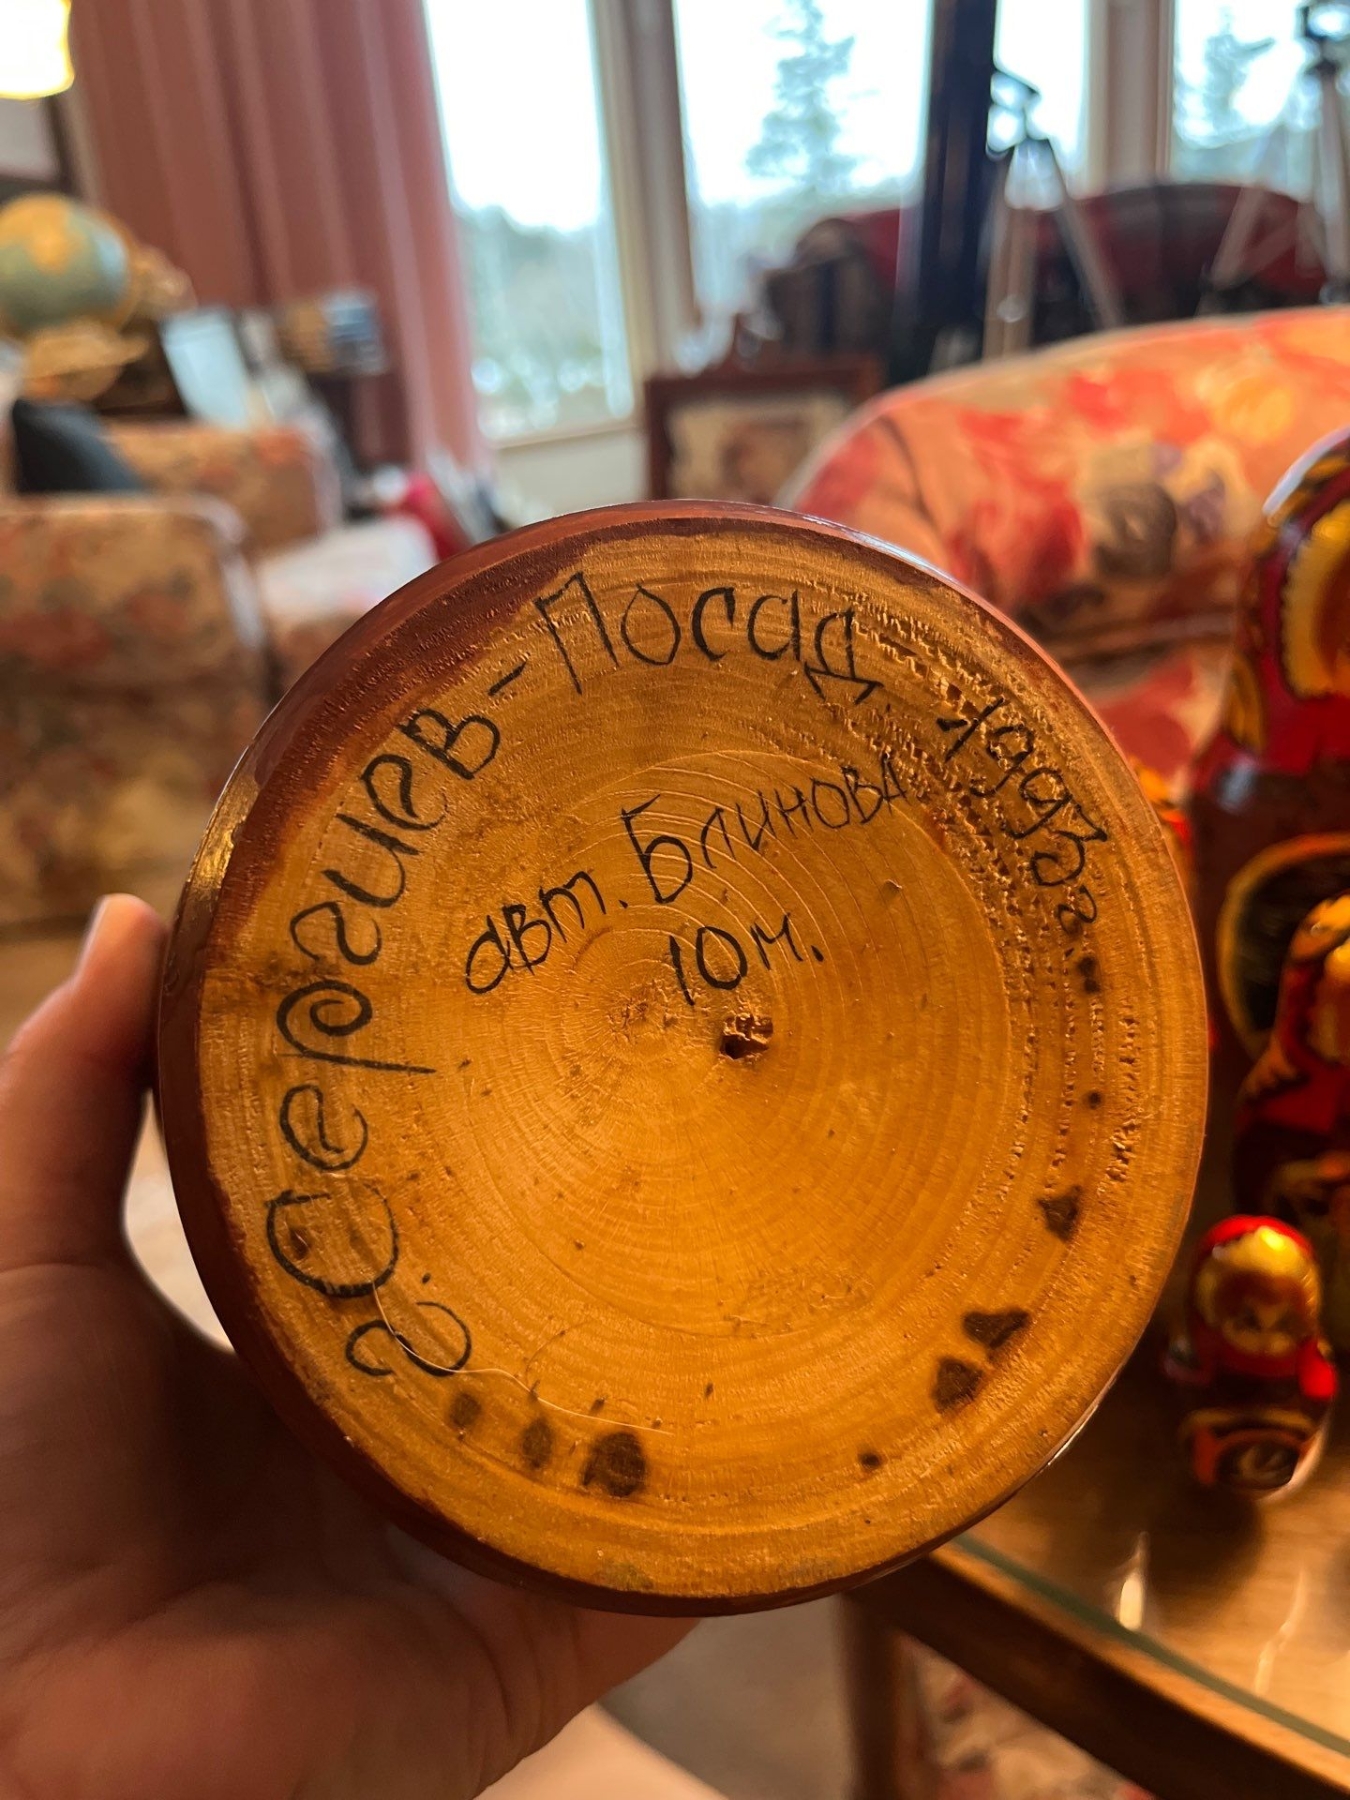 г. Сергиев-Посад 1993г.
авт. Блинова
10м.